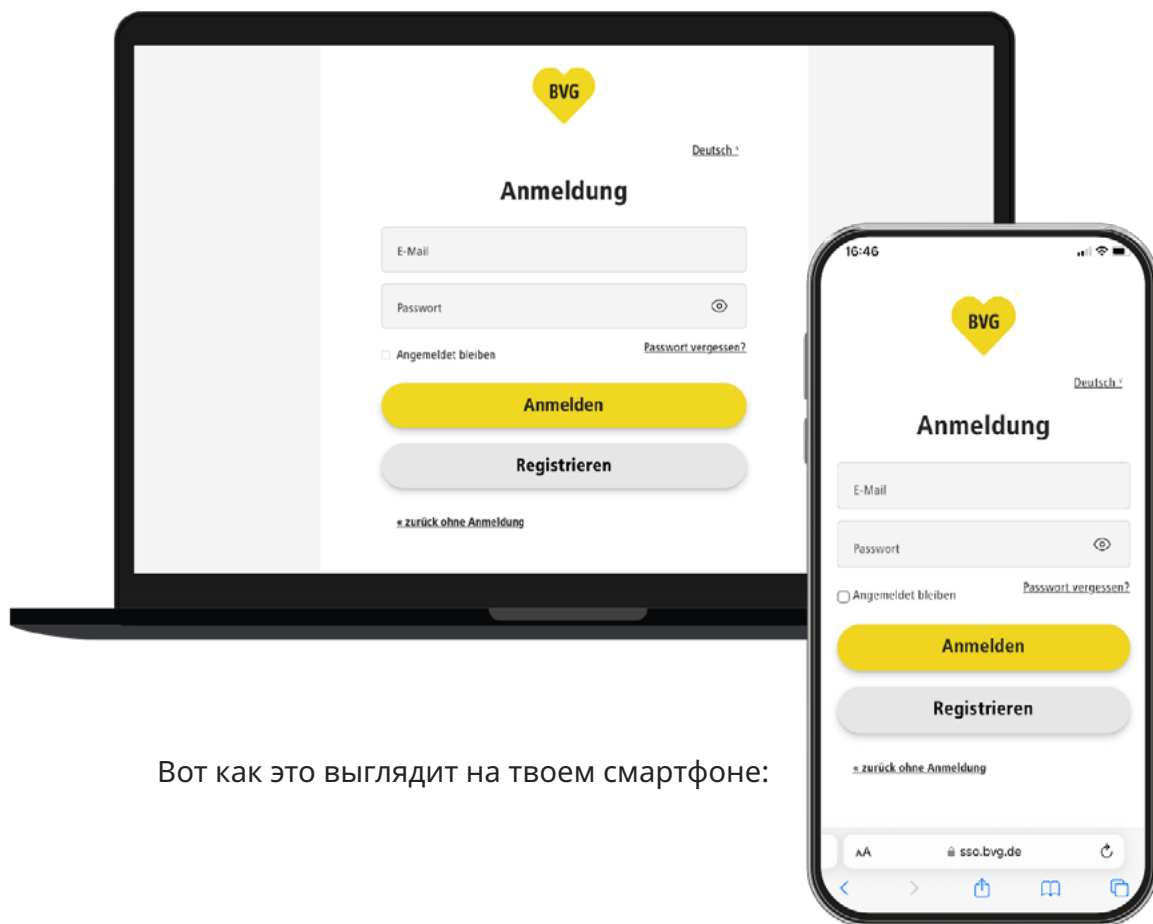 BVG
Deutsch
Anmeldung
E-Mail
Passwort
Angemeldet bleiben
Passwort vergessen?
Anmelden
Registrieren
« zurück ohne Anmeldung
Вот как это выглядит на твоем смартфоне:
16:46
BVG
Deutsch
Anmeldung
E-Mail
Passwort
Angemeldet bleiben
Passwort vergessen?
Anmelden
Registrieren
« zurück ohne Anmeldung
AA
sso.bvg.de